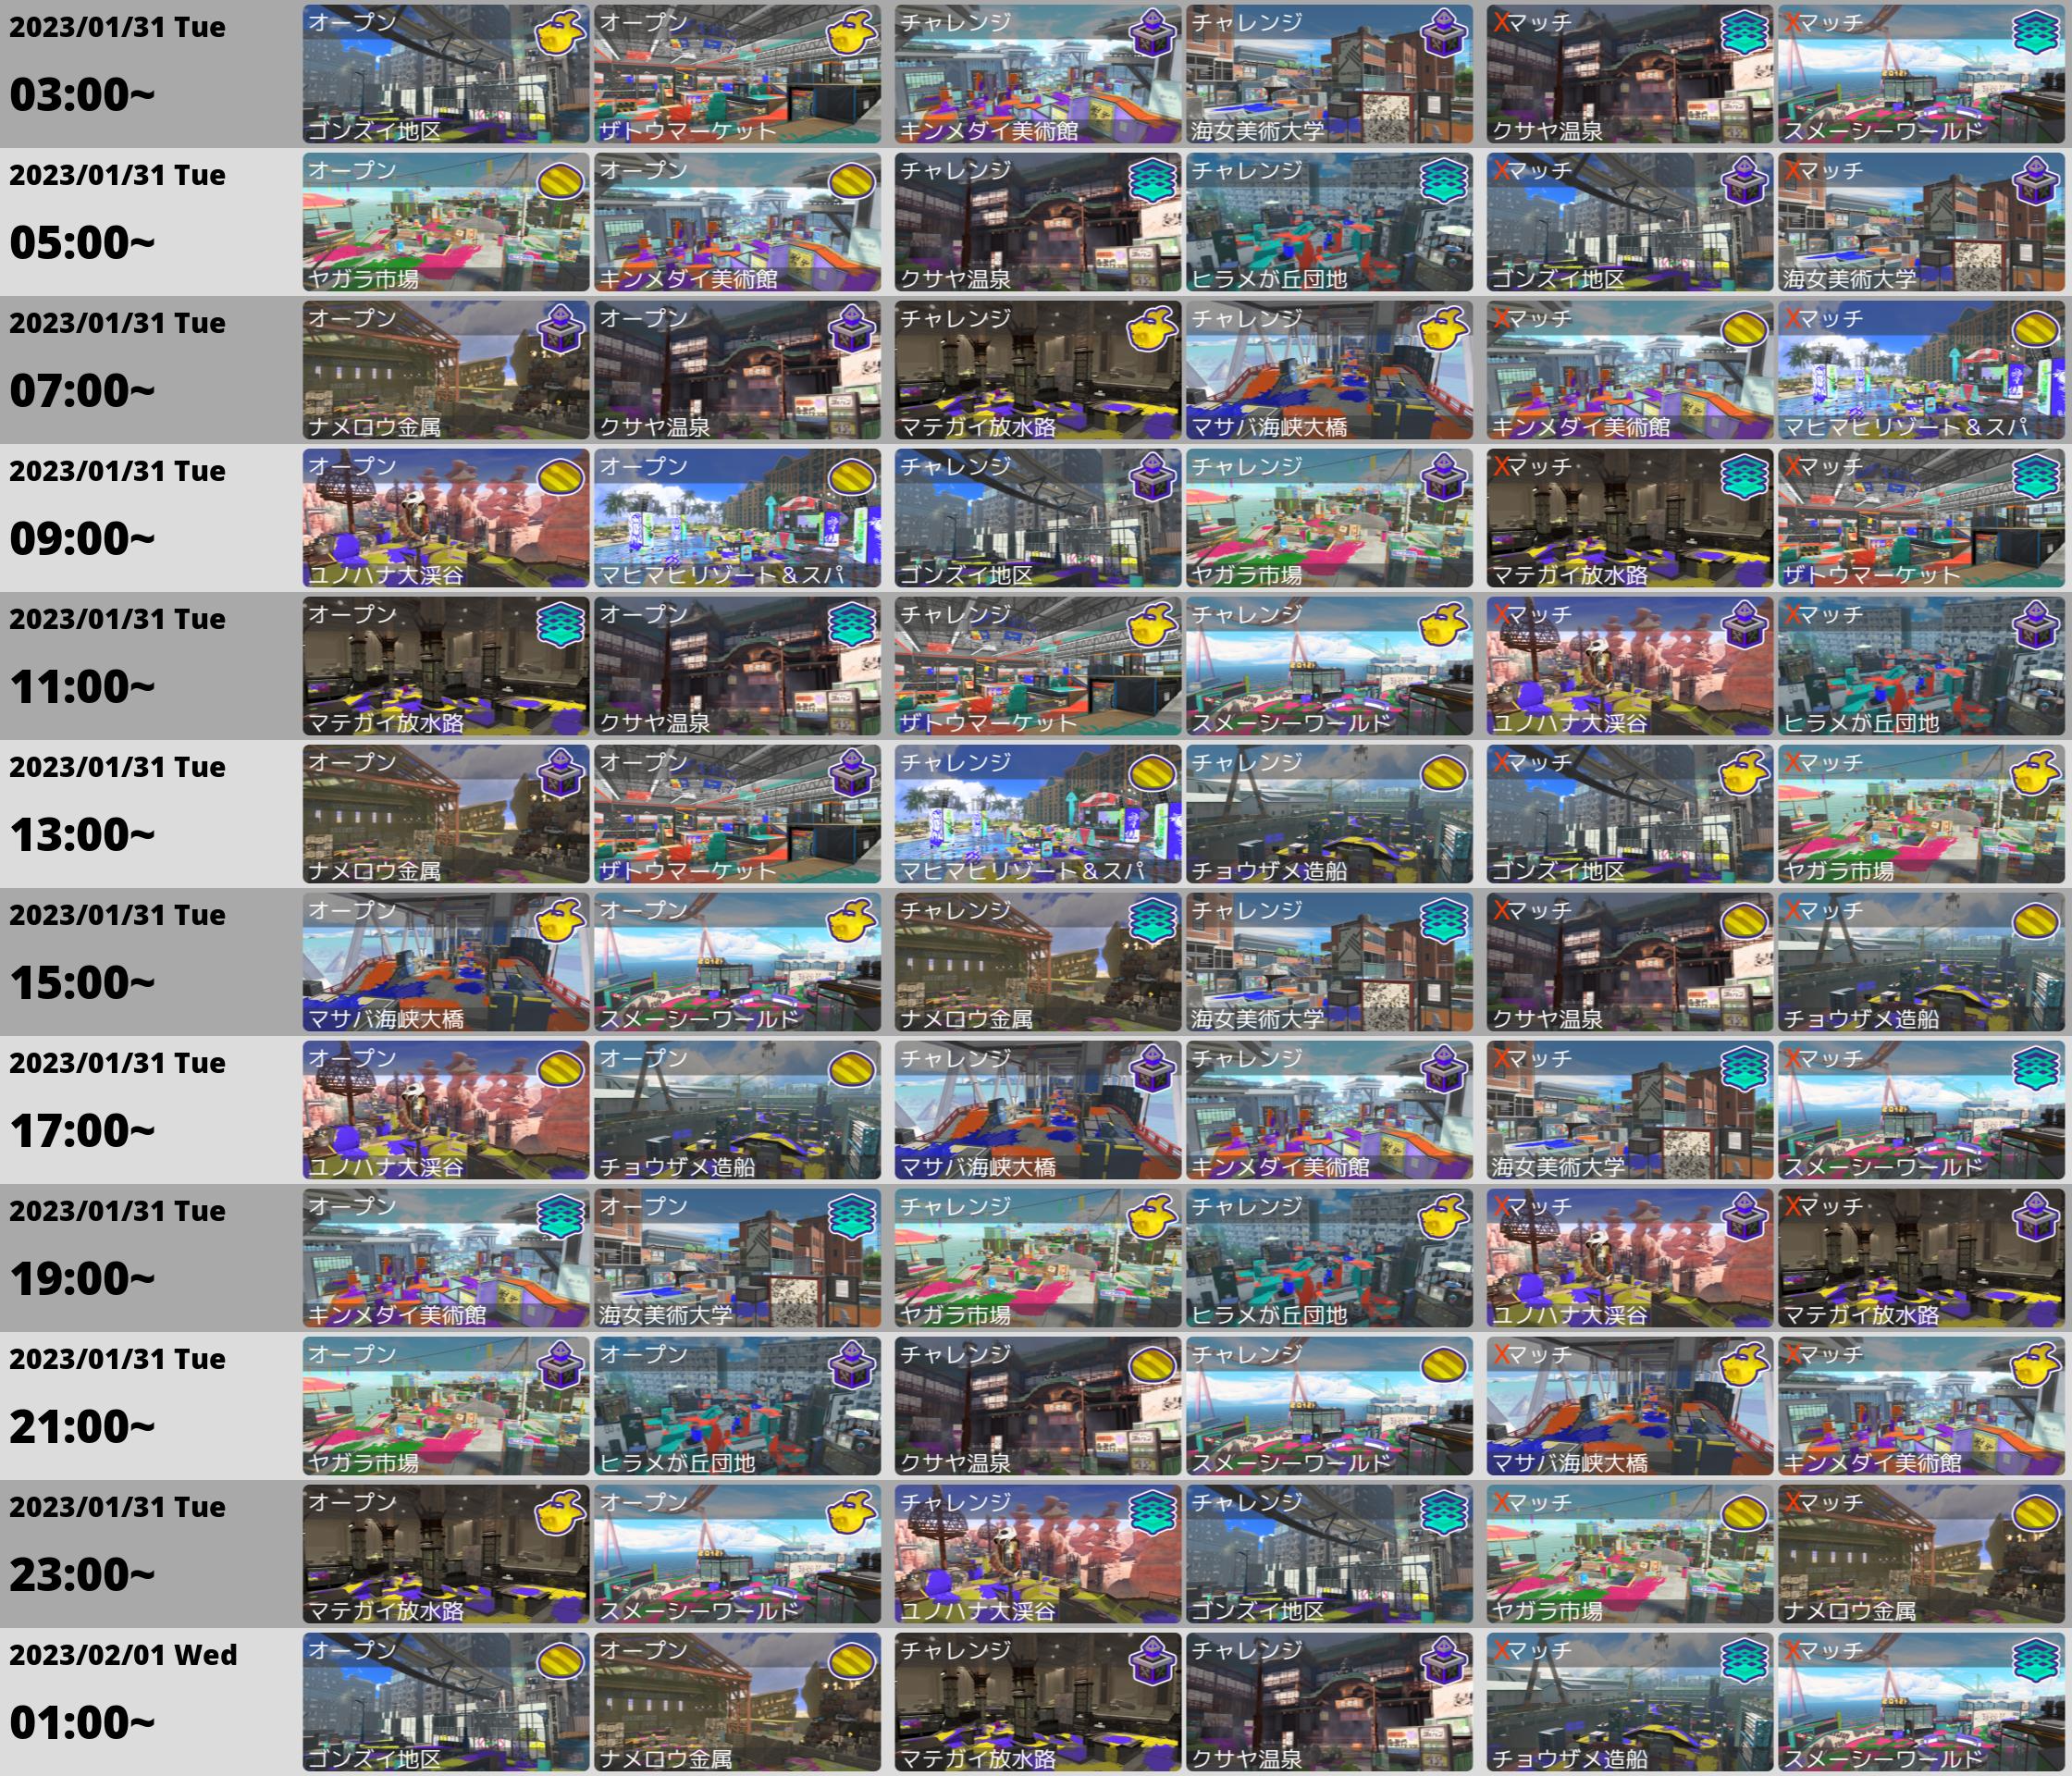 2023/01/31 Tue
03:00~
オープン
ゴンズイ地区
オープン
ザトウマーケット
チャレンジ
キンメダイ美術館
チャレンジ
海女美術大学
Xマッチ
クサヤ温泉
Xマッチ
スメーシーワールド
2023/01/31 Tue
05:00~
オープン
ヤガラ市場
オープン
キンメダイ美術館
チャレンジ
クサヤ温泉
チャレンジ
ヒラメが丘団地
Xマッチ
ゴンズイ地区
Xマッチ
海女美術大学
2023/01/31 Tue
07:00~
オープン
ナメロウ金属
オープン
クサヤ温泉
チャレンジ
マテガイ放水路
チャレンジ
マサバ海峡大橋
Xマッチ
キンメダイ美術館
Xマッチ
マヒマヒリゾート＆スパ
2023/01/31 Tue
09:00~
オープン
ユノハナ大渓谷
オープン
マヒマヒリゾート＆スパ
チャレンジ
ゴンズイ地区
チャレンジ
ヤガラ市場
Xマッチ
マテガイ放水路
Xマッチ
ザトウマーケット
2023/01/31 Tue
11:00~
オープン
マテガイ放水路
オープン
クサヤ温泉
チャレンジ
ザトウマーケット
チャレンジ
スメーシーワールド
Xマッチ
ユノハナ大渓谷
Xマッチ
ヒラメが丘団地
2023/01/31 Tue
13:00~
オープン
ナメロウ金属
オープン
ザトウマーケット
チャレンジ
マヒマヒリゾート＆スパ
チャレンジ
チョウザメ造船
Xマッチ
ゴンズイ地区
Xマッチ
ヤガラ市場
2023/01/31 Tue
15:00~
オープン
マサバ海峡大橋
オープン
スメーシーワールド
チャレンジ
ナメロウ金属
チャレンジ
海女美術大学
Xマッチ
クサヤ温泉
Xマッチ
チョウザメ造船
2023/01/31 Tue
17:00~
オープン
ユノハナ大渓谷
オープン
チョウザメ造船
チャレンジ
マサバ海峡大橋
チャレンジ
キンメダイ美術館
Xマッチ
海女美術大学
Xマッチ
スメーシーワールド
2023/01/31 Tue
19:00~
オープン
キンメダイ美術館
オープン
海女美術大学
チャレンジ
ヤガラ市場
チャレンジ
ヒラメが丘団地
Xマッチ
ユノハナ大渓谷
Xマッチ
マテガイ放水路
2023/01/31 Tue
21:00~
オープン
ヤガラ市場
オープン
ヒラメが丘団地
チャレンジ
クサヤ温泉
チャレンジ
スメーシーワールド
Xマッチ
マサバ海峡大橋
Xマッチ
キンメダイ美術館
2023/01/31 Tue
23:00~
オープン
マテガイ放水路
オープン
スメーシーワールド
チャレンジ
ユノハナ大渓谷
チャレンジ
ゴンズイ地区
Xマッチ
ヤガラ市場
Xマッチ
ナメロウ金属
2023/02/01 Wed
01:00~
オープン
ゴンズイ地区
オープン
ナメロウ金属
チャレンジ
マテガイ放水路
チャレンジ
クサヤ温泉
Xマッチ
チョウザメ造船
Xマッチ
スメーシーワールド